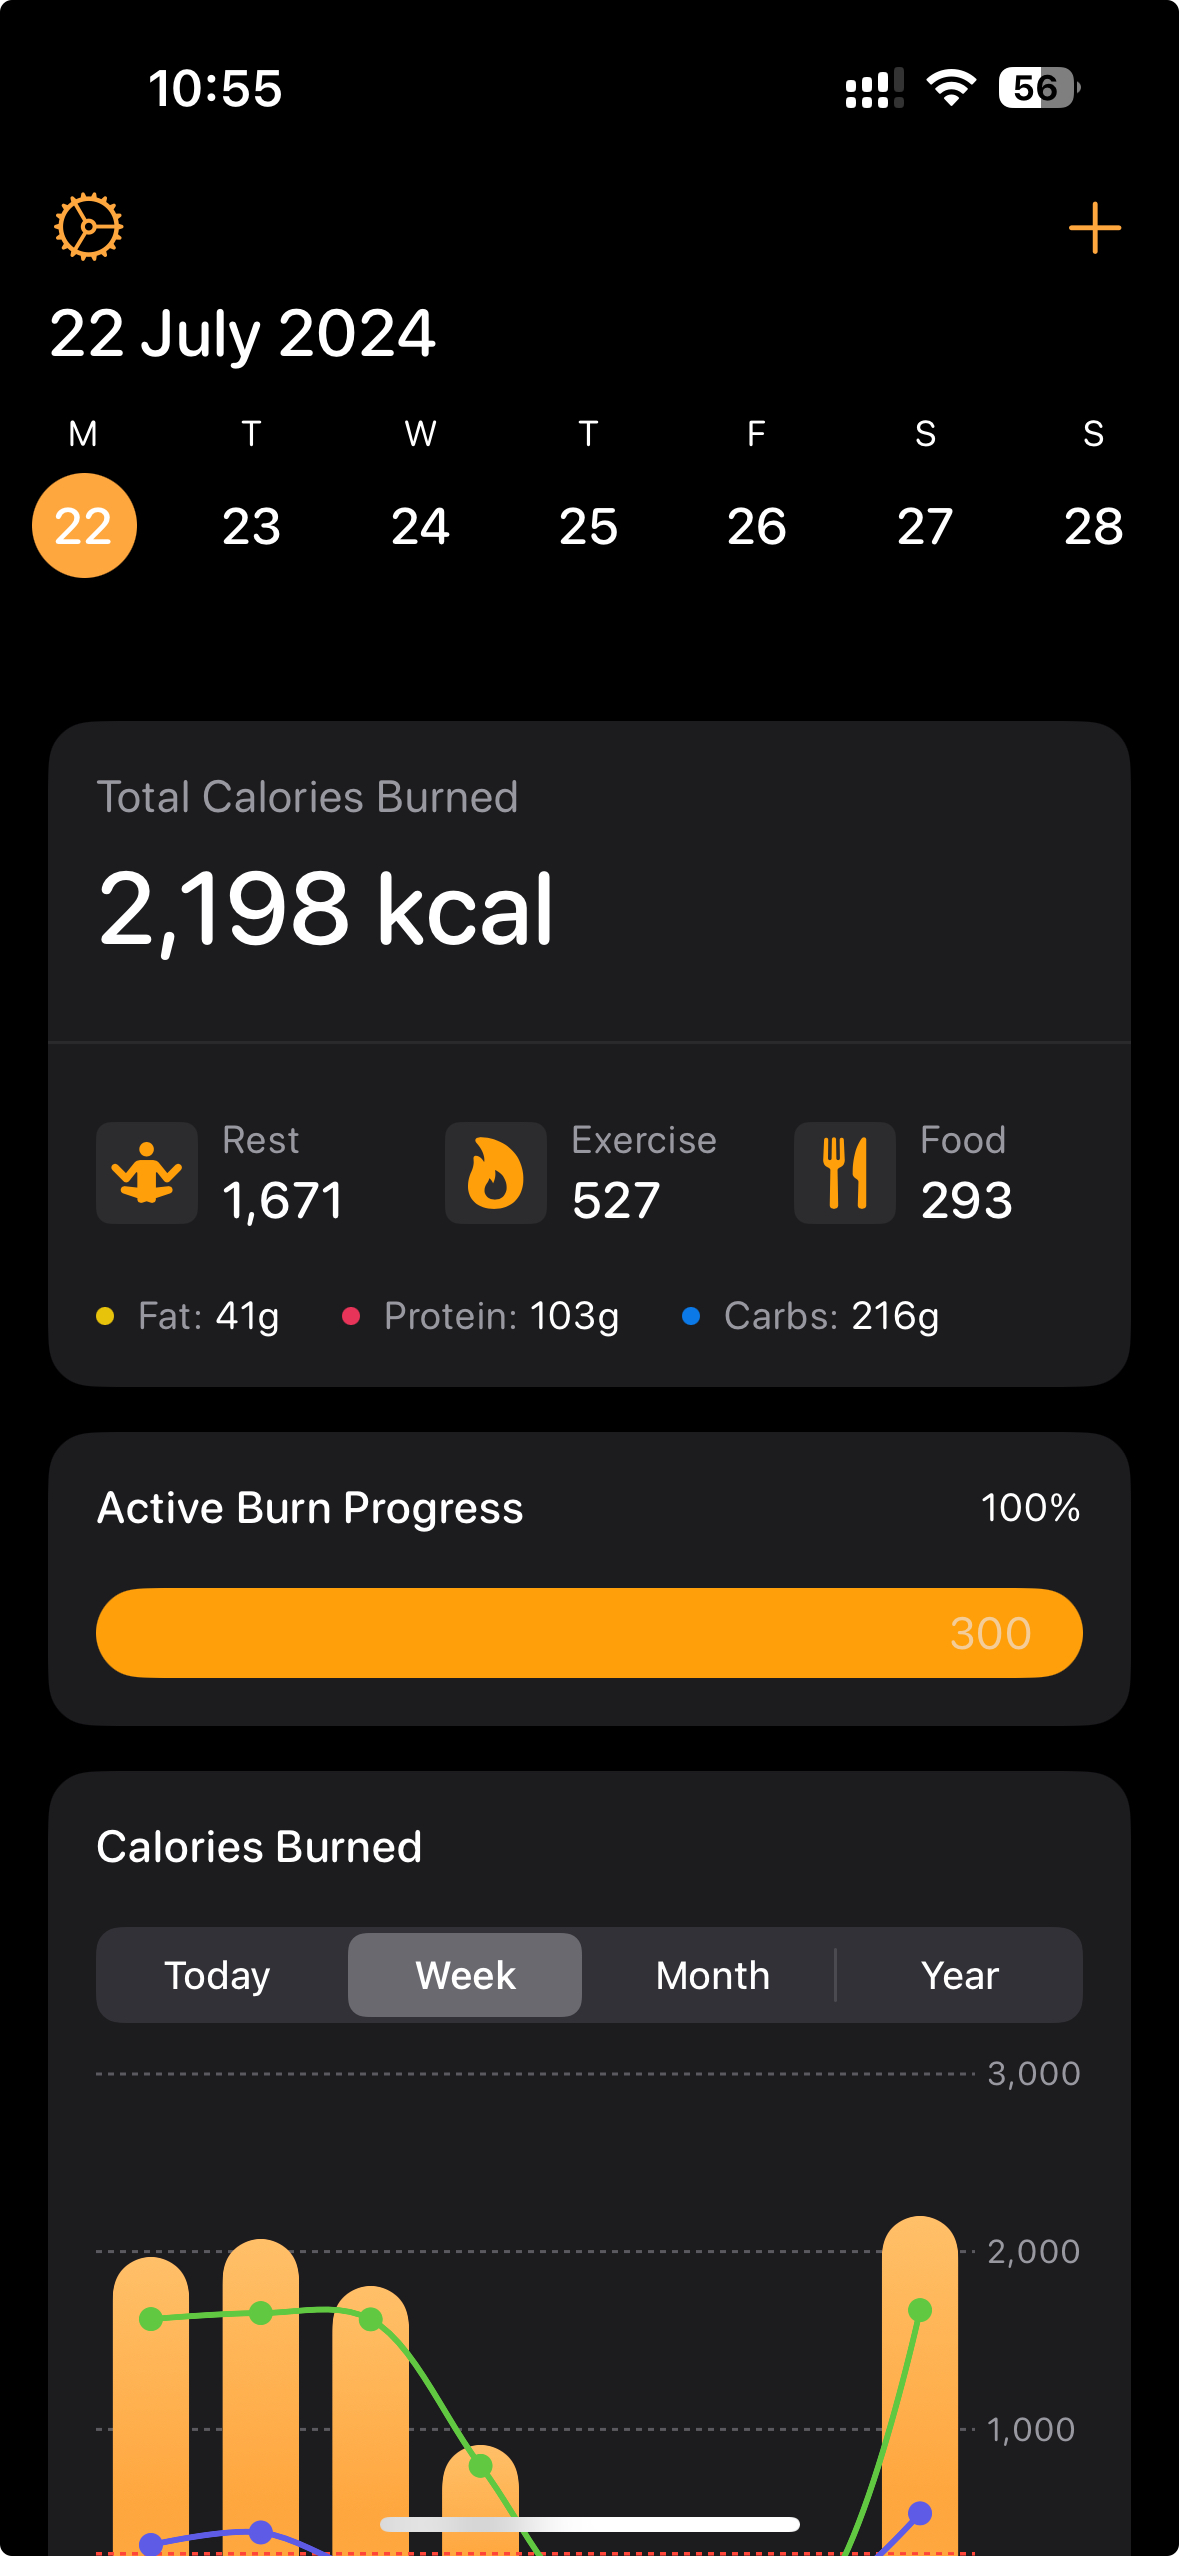 10:55
56
22 July 2024
M T W T F S S
22 23 24 25 26 27 28
Total Calories Burned
2,198 kcal
Rest Exercise Food
1,671 527 293
Fat: 41g Protein: 103g Carbs: 216g
Active Burn Progress 100%
300
Calories Burned
Today Week Month Year
3,000
2,000
1,000